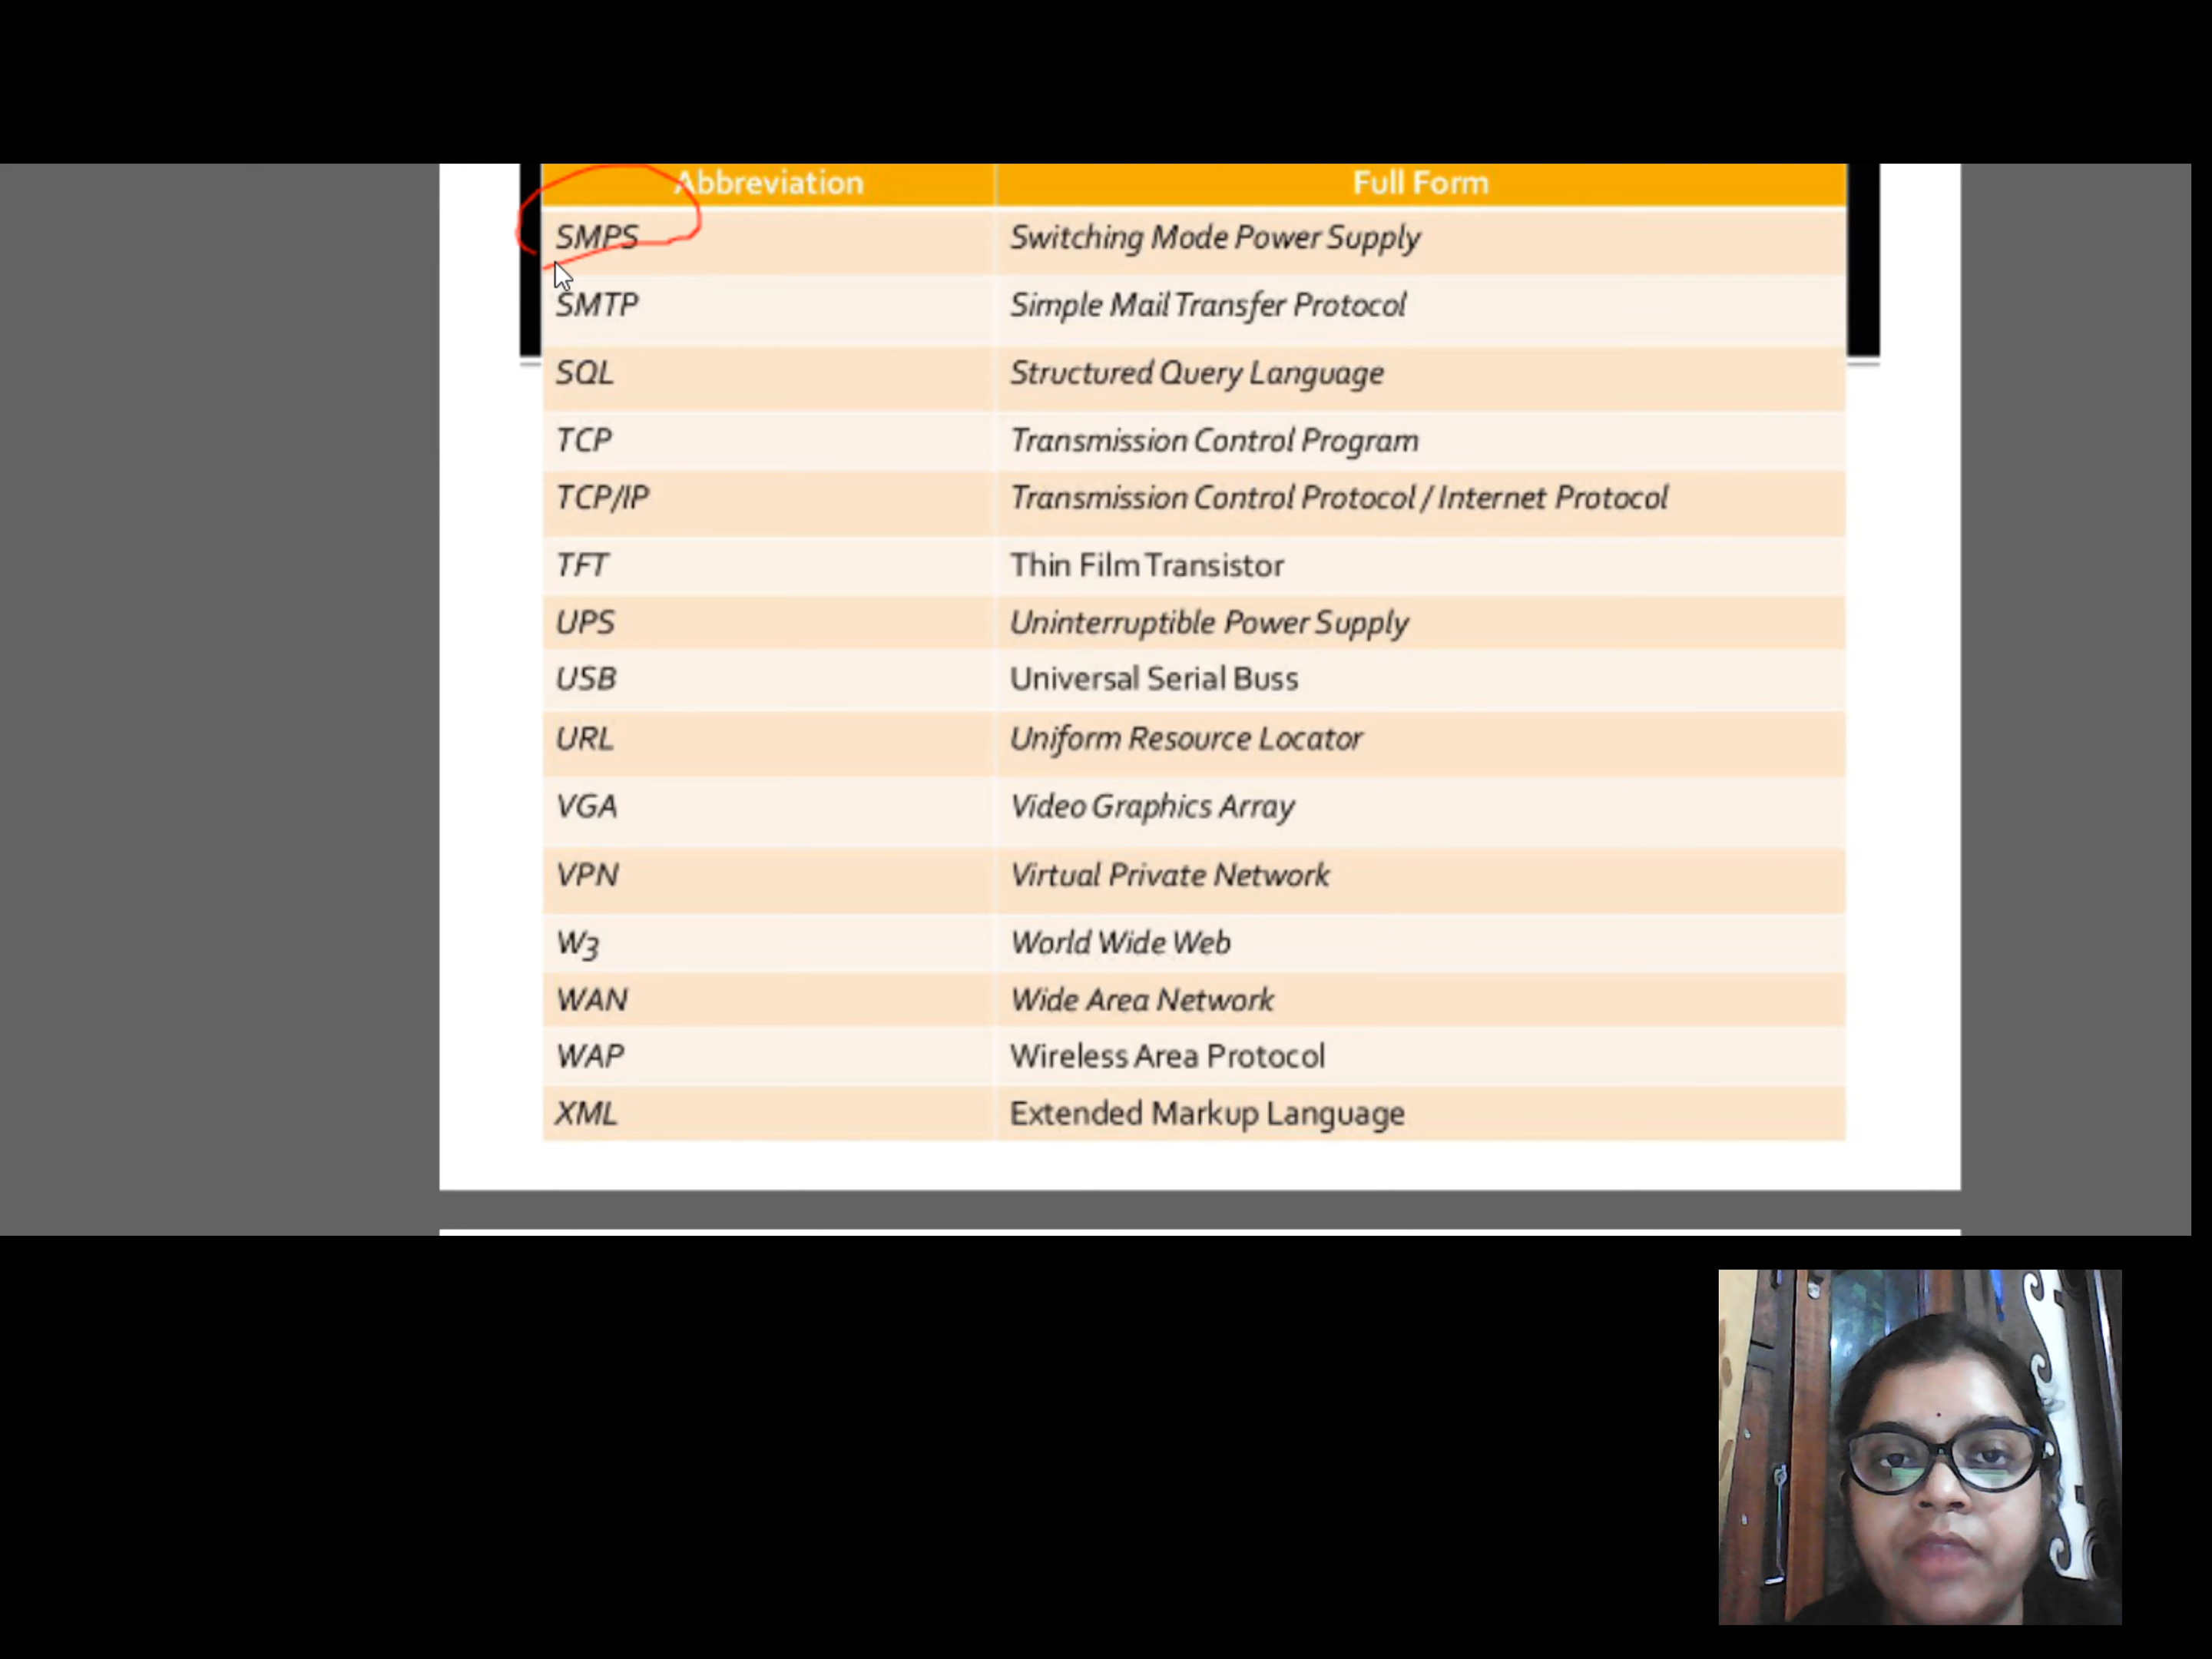 Abbreviation Full Form
SMPS Switching Mode Power Supply
SMTP Simple Mail Transfer Protocol
SQL Structured Query Language
TCP Transmission Control Program
TCP/IP Transmission Control Protocol / Internet Protocol
TFT Thin Film Transistor
UPS Uninterruptible Power Supply
USB Universal Serial Buss
URL Uniform Resource Locator
VGA Video Graphics Array
VPN Virtual Private Network
W3 World Wide Web
WAN Wide Area Network
WAP Wireless Area Protocol
XML Extended Markup Language